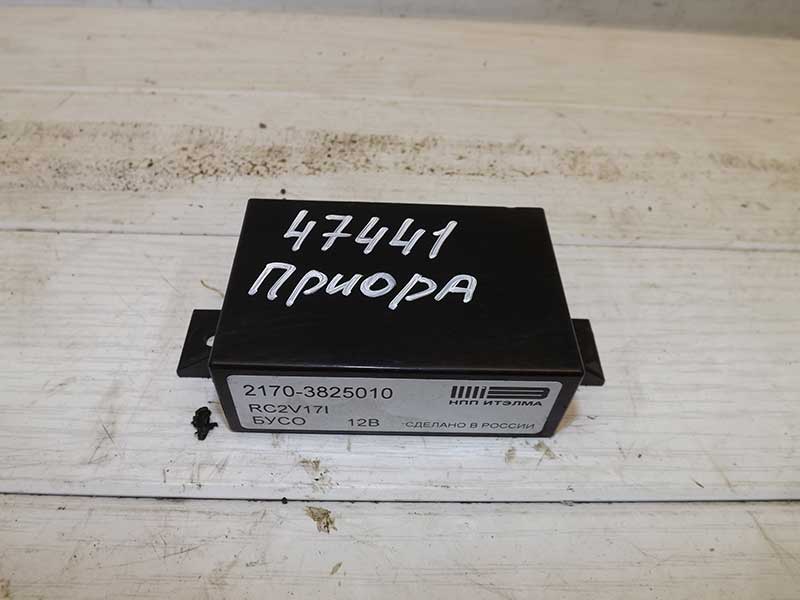 47441
ПРИОРА
2170-3825010
RC2V17I
БУСО 12В
НПП ИТЭЛМА
СДЕЛАНО В РОССИИ